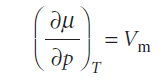 (∂μ/∂p)_T = V_m